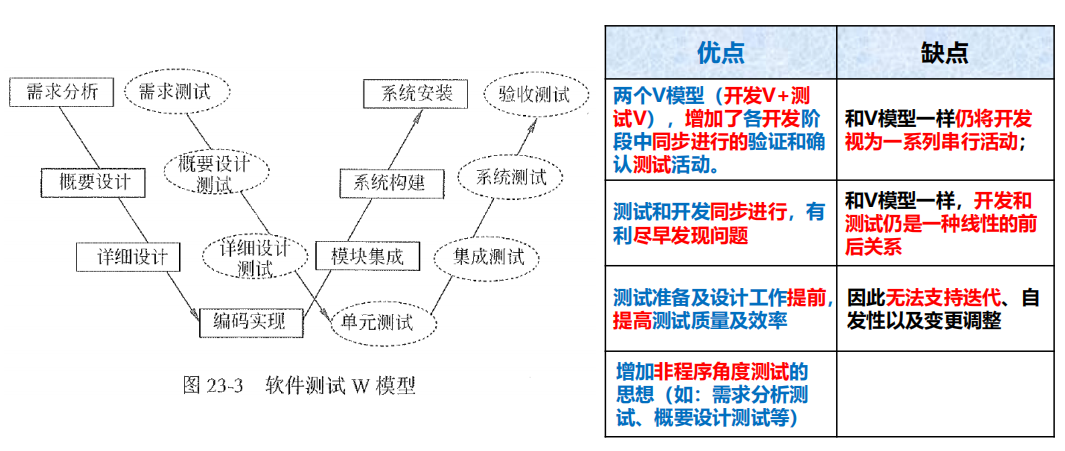 需求分析
需求测试
系统安装
验收测试
概要设计
概要设计
测试
系统构建
系统测试
详细设计
详细设计
测试
模块集成
集成测试
编码实现
单元测试
图 23-3 软件测试 W 模型
优点
缺点
两个V模型（开发V+测
试V），增加了各开发阶
段中同步进行的验证和确
认测试活动。
和V模型一样仍将开发
视为一系列串行活动；
测试和开发同步进行，有
利尽早发现问题
和V模型一样，开发和
测试仍是一种线性的前
后关系
测试准备及设计工作提前，
提高测试质量及效率
因此无法支持迭代、自
发性以及变更调整
增加非程序角度测试的
思想（如：需求分析测
试、概要设计测试等）